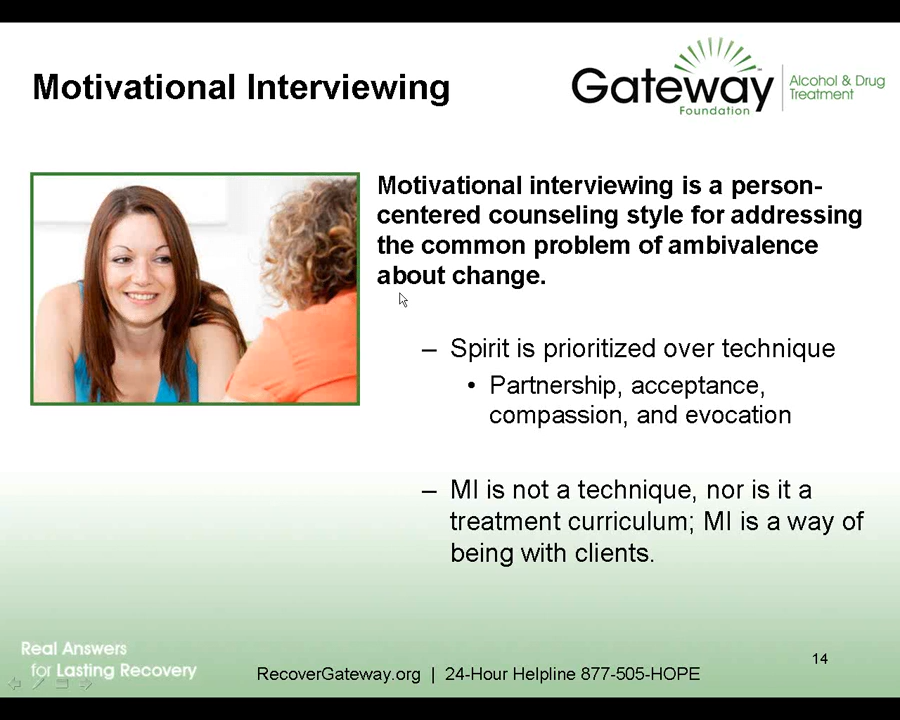 Motivational Interviewing
Gateway
Foundation
Alcohol & Drug
Treatment
Motivational interviewing is a person-
centered counseling style for addressing
the common problem of ambivalence
about change.
– Spirit is prioritized over technique
• Partnership, acceptance,
compassion, and evocation
– MI is not a technique, nor is it a
treatment curriculum; MI is a way of
being with clients.
Real Answers
for Lasting Recovery
RecoverGateway.org | 24-Hour Helpline 877-505-HOPE
14